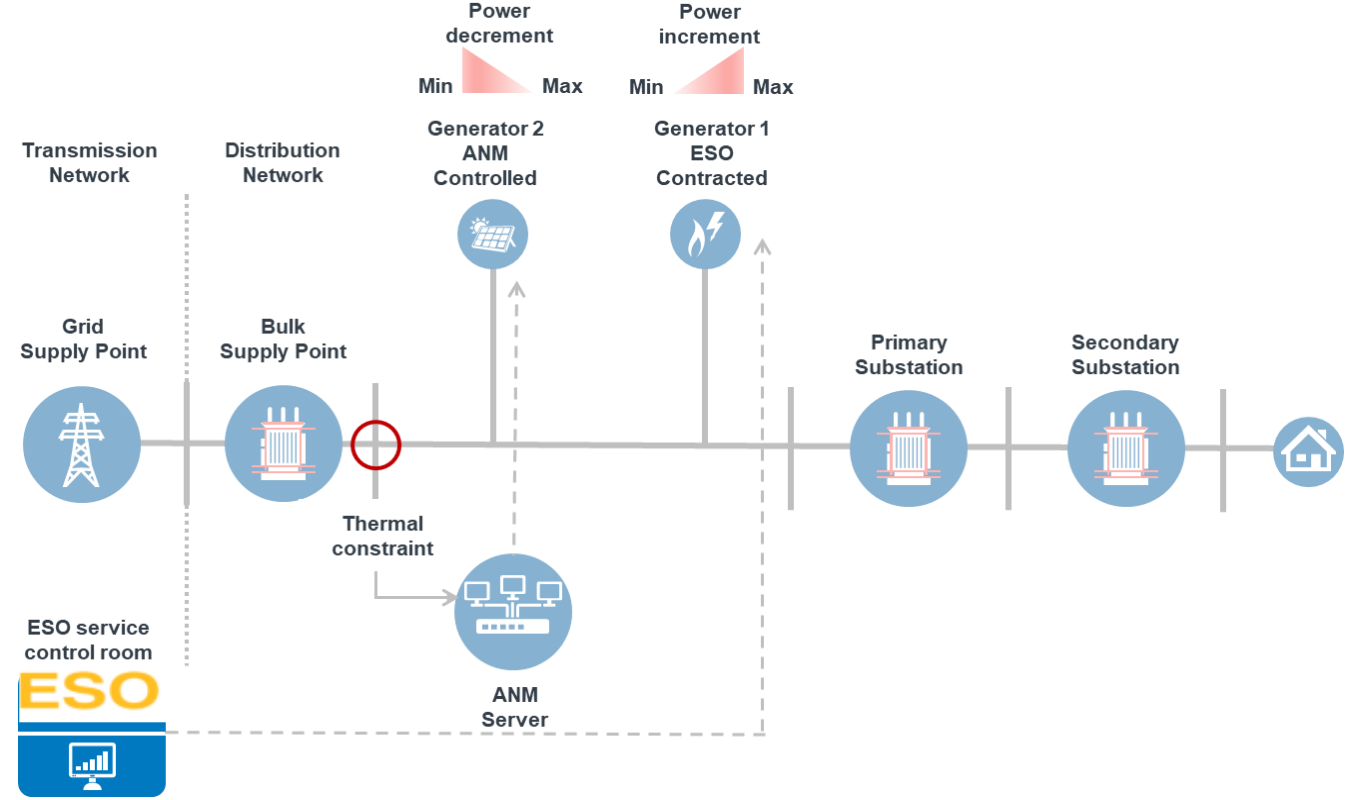 Power
decrement
Min
Max
Power
increment
Min
Max
Generator 2
ANM
Controlled
Generator 1
ESO
Contracted
Transmission
Network
Distribution
Network
Grid
Supply Point
Bulk
Supply Point
Primary
Substation
Secondary
Substation
Thermal
constraint
ANM
Server
ESO service
control room
ESO